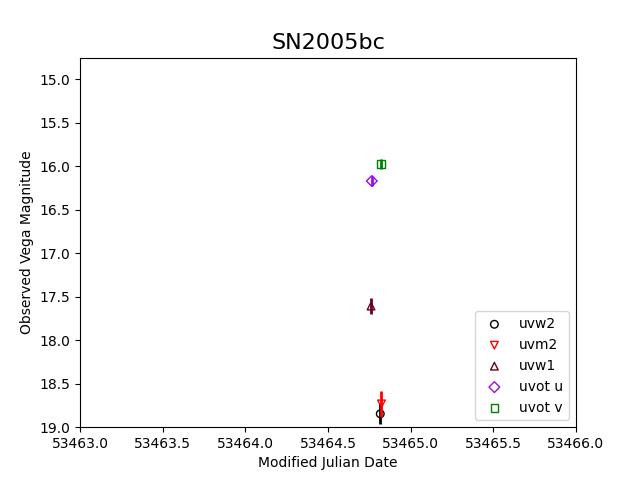 SN2005bc
Observed Vega Magnitude
15.0
15.5
16.0
16.5
17.0
17.5
18.0
18.5
19.0
uvw2
uvm2
uvw1
uvot u
uvot v
53463.0 53463.5 53464.0 53464.5 53465.0 53465.5 53466.0
Modified Julian Date